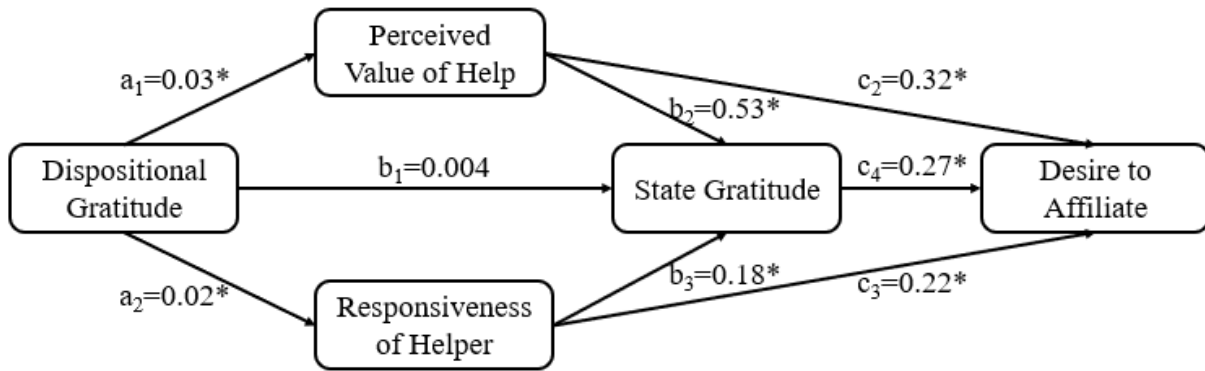 Perceived
Value of Help
a₁=0.03*
c₂=0.32*
b₂=0.53*
Dispositional
Gratitude
b₁=0.004
State Gratitude
c₄=0.27*
Desire to
Affiliate
a₂=0.02*
b₃=0.18*
c₃=0.22*
Responsiveness
of Helper